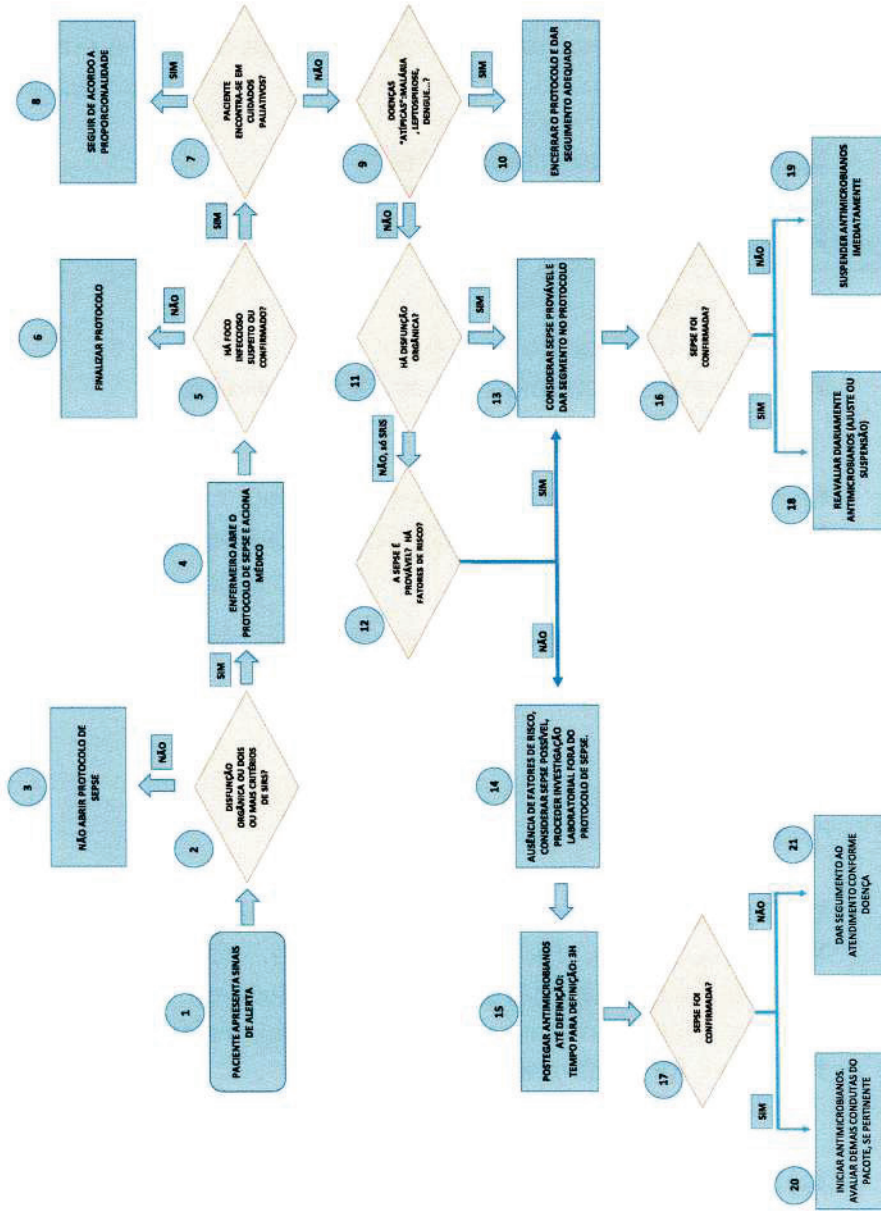 1
PACIENTE APRESENTA SINAIS
DE ALERTA
2
DISFUNÇÃO
ORGÂNICA OU DOIS
OU MAIS CRITÉRIOS
DE SIRS?
NÃO
3
NÃO ABRIR PROTOCOLO DE
SEPSE
SIM
4
ENFERMEIRO ABRE O
PROTOCOLO DE SEPSE E ACIONA
MÉDICO
5
HÁ FOCO
INFECCIOSO
SUSPEITO OU
CONFIRMADO?
NÃO
6
FINALIZAR PROTOCOLO
SIM
7
PACIENTE
ENCONTRA-SE EM
CUIDADOS
PALIATIVOS?
SIM
8
SEGUIR DE ACORDO A
PROPORCIONALIDADE
NÃO
9
DOENÇAS
"ATÍPICAS":MALÁRIA
, LEPTOSPIROSE,
DENGUE...?
SIM
10
ENCERRAR O PROTOCOLO E DAR
SEGUIMENTO ADEQUADO
NÃO
11
HÁ DISFUNÇÃO
ORGÂNICA?
NÃO, só SRIS
12
A SEPSE É
PROVÁVEL? HÁ
FATORES DE RISCO?
SIM
13
CONSIDERAR SEPSE PROVÁVEL E
DAR SEGMENTO NO PROTOCOLO
NÃO
SIM
14
AUSÊNCIA DE FATORES DE RISCO,
CONSIDERAR SEPSE POSSÍVEL,
PROCEDER INVESTIGAÇÃO
LABORATORIAL FORA DO
PROTOCOLO DE SEPSE.
15
POSTEGAR ANTIMICROBIANOS
ATÉ DEFINIÇÃO:
TEMPO PARA DEFINIÇÃO: 3H
16
SEPSE FOI
CONFIRMADA?
SIM
NÃO
17
SEPSE FOI
CONFIRMADA?
SIM
NÃO
18
REAVALIAR DIARIAMENTE
ANTIMICROBIANOS (AJUSTE OU
SUSPENSÃO)
19
SUSPENDER ANTIMICROBIANOS
IMEDIATAMENTE
20
INICIAR ANTIMICROBIANOS.
AVALIAR DEMAIS CONDUTAS DO
PACOTE, SE PERTINENTE
21
DAR SEGUIMENTO AO
ATENDIMENTO CONFORME
DOENÇA